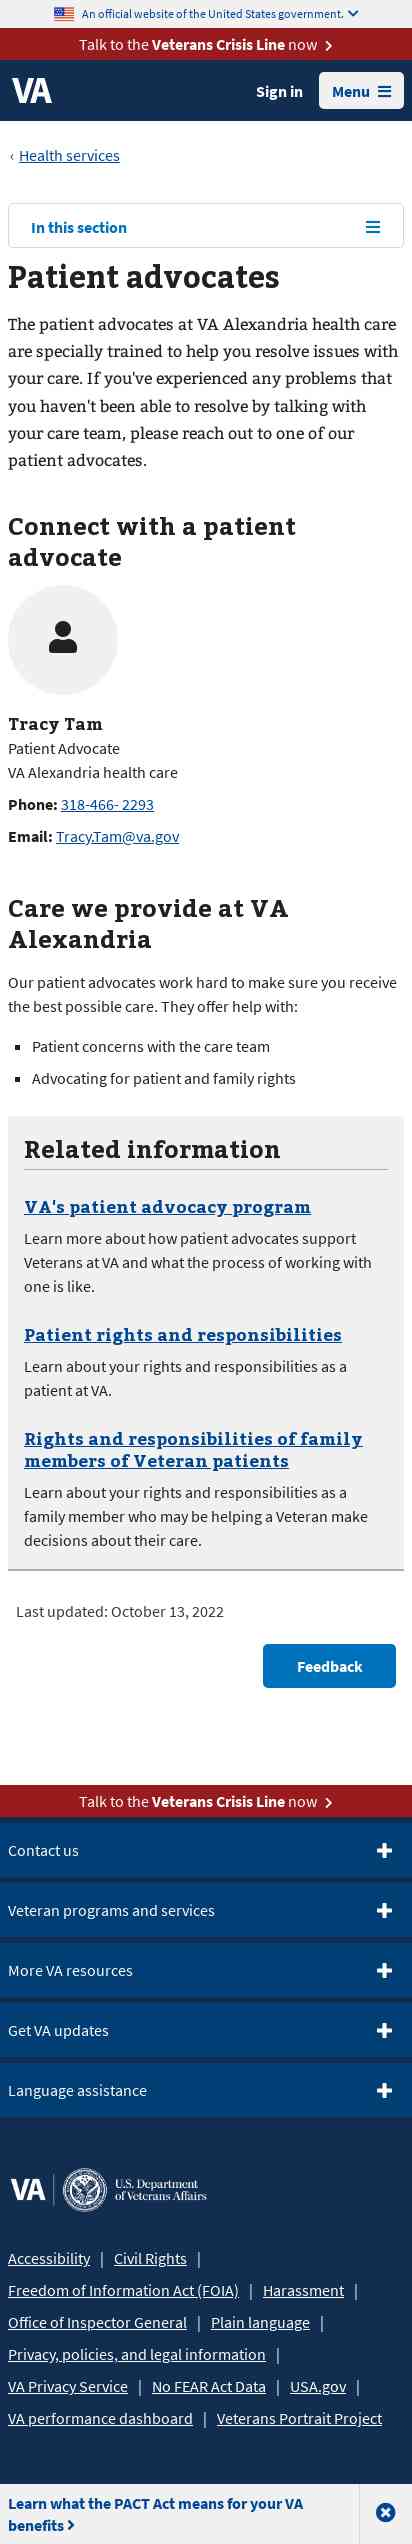 An official website of the United States government.
Talk to the Veterans Crisis Line now
VA
Sign in
Menu
‹ Health services
In this section
Patient advocates
The patient advocates at VA Alexandria health care
are specially trained to help you resolve issues with
your care. If you've experienced any problems that
you haven't been able to resolve by talking with
your care team, please reach out to one of our
patient advocates.
Connect with a patient
advocate
Tracy Tam
Patient Advocate
VA Alexandria health care
Phone: 318-466- 2293
Email: Tracy.Tam@va.gov
Care we provide at VA
Alexandria
Our patient advocates work hard to make sure you receive
the best possible care. They offer help with:
Patient concerns with the care team
Advocating for patient and family rights
Related information
VA's patient advocacy program
Learn more about how patient advocates support
Veterans at VA and what the process of working with
one is like.
Patient rights and responsibilities
Learn about your rights and responsibilities as a
patient at VA.
Rights and responsibilities of family
members of Veteran patients
Learn about your rights and responsibilities as a
family member who may be helping a Veteran make
decisions about their care.
Last updated: October 13, 2022
Feedback
Talk to the Veterans Crisis Line now
Contact us
Veteran programs and services
More VA resources
Get VA updates
Language assistance
VA
U.S. Department
of Veterans Affairs
Accessibility | Civil Rights |
Freedom of Information Act (FOIA) | Harassment |
Office of Inspector General | Plain language |
Privacy, policies, and legal information |
VA Privacy Service | No FEAR Act Data | USA.gov |
VA performance dashboard | Veterans Portrait Project
Learn what the PACT Act means for your VA
benefits